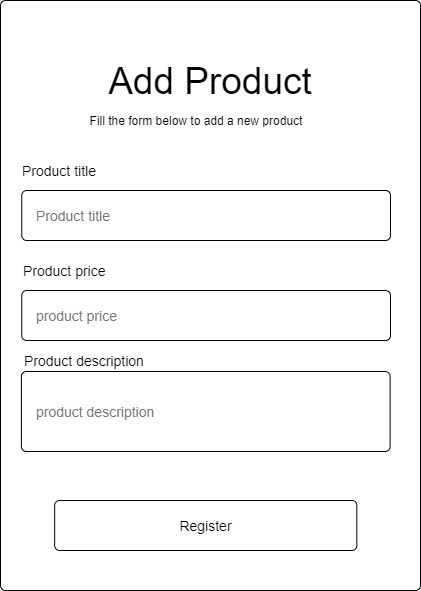 Add Product
Fill the form below to add a new product
Product title
Product title
Product price
product price
Product description
product description
Register